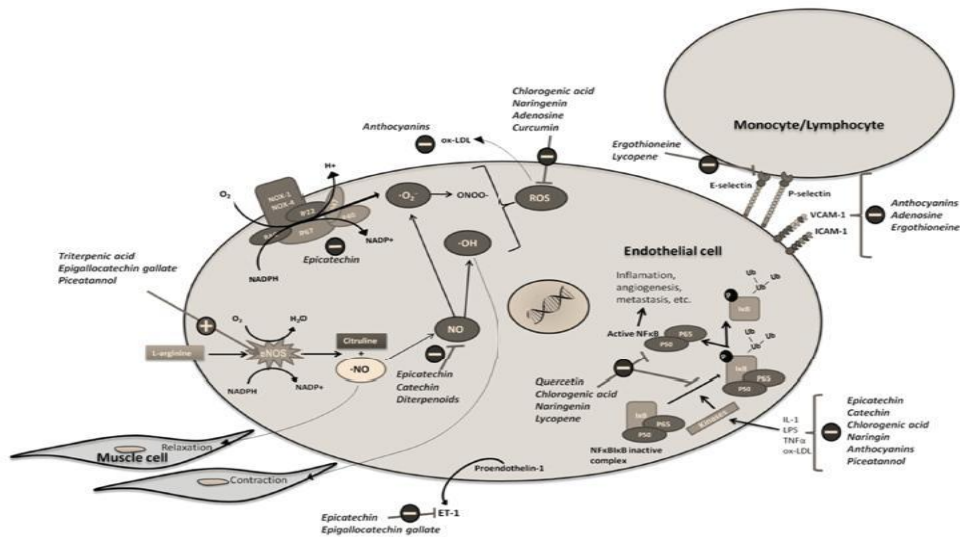 Monocyte/Lymphocyte
Chlorogenic acid
Naringenin
Adenosine
Curcumin
Anthocyanins
ox-LDL
Ergothioneine
Lycopene
E-selectin
P-selectin
VCAM-1
ICAM-1
Anthocyanins
Adenosine
Ergothioneine
H+
O₂
NOX-1
NOX-4
P22
P67
P40
NADPH
NADP+
Epicatechin
·O₂⁻
ONOO-
ROS
·OH
Endothelial cell
Triterpenic acid
Epigallocatechin gallate
Piceatannol
O₂
H₂O
L-arginine
eNOS
NADPH
NADP+
Citruline
+
·NO
NO
Epicatechin
Catechin
Diterpenoids
Inflamation,
angiogenesis,
metastasis, etc.
Active NFκB
P65
P50
P
IκB
Ub
Ub
Ub
P
IκB
P65
P50
Ub
Ub
Ub
Quercetin
Chlorogenic acid
Naringenin
Lycopene
IκB
P65
P50
Kinases
NFκBIκB inactive
complex
IL-1
LPS
TNFα
ox-LDL
Epicatechin
Catechin
Chlorogenic acid
Naringin
Anthocyanins
Piceatannol
Relaxation
Muscle cell
Contraction
Proendothelin-1
ET-1
Epicatechin
Epigallocatechin gallate